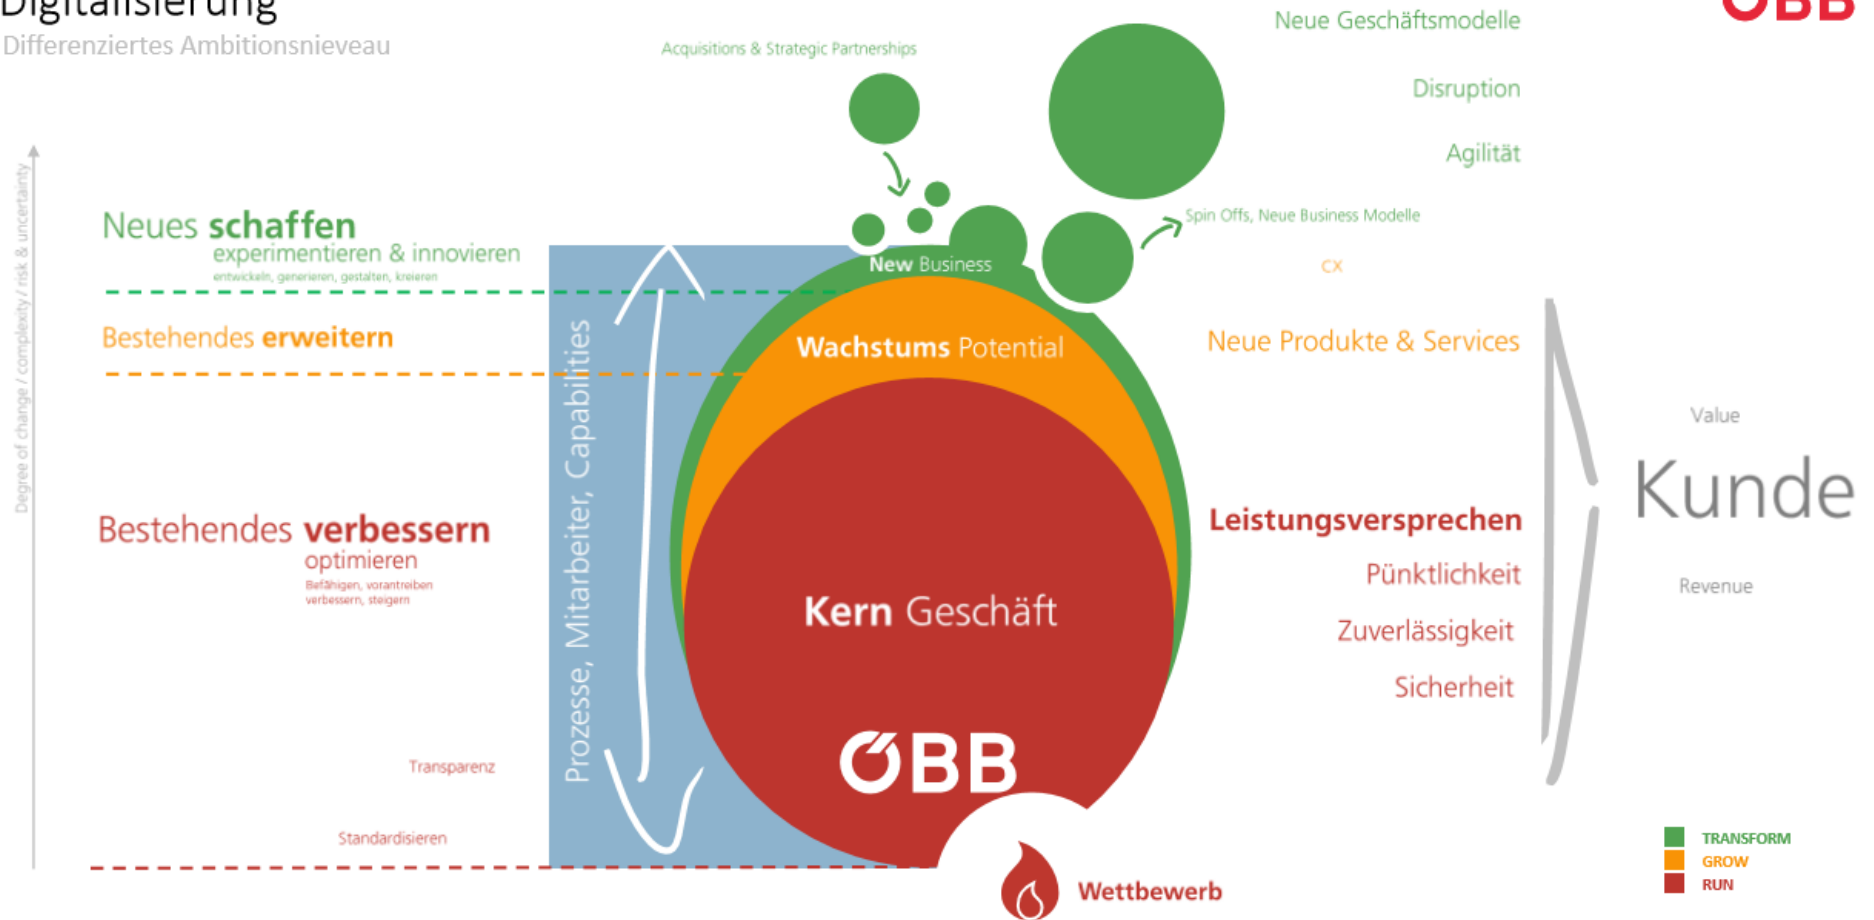 Digitalisierung
Differenziertes Ambitionsnieveau
ÖBB
Acquisitions & Strategic Partnerships
Neue Geschäftsmodelle
Disruption
Agilität
Spin Offs, Neue Business Modelle
Degree of change / complexity / risk & uncertainty
Neues schaffen
experimentieren & innovieren
entwickeln, generieren, gestalten, kreieren
Bestehendes erweitern
Bestehendes verbessern
optimieren
Befähigen, vorantreiben
verbessern, steigern
Transparenz
Standardisieren
Prozesse, Mitarbeiter, Capabilities
New Business
Wachstums Potential
Kern Geschäft
ÖBB
Wettbewerb
CX
Neue Produkte & Services
Leistungsversprechen
Pünktlichkeit
Zuverlässigkeit
Sicherheit
Value
Kunde
Revenue
TRANSFORM
GROW
RUN